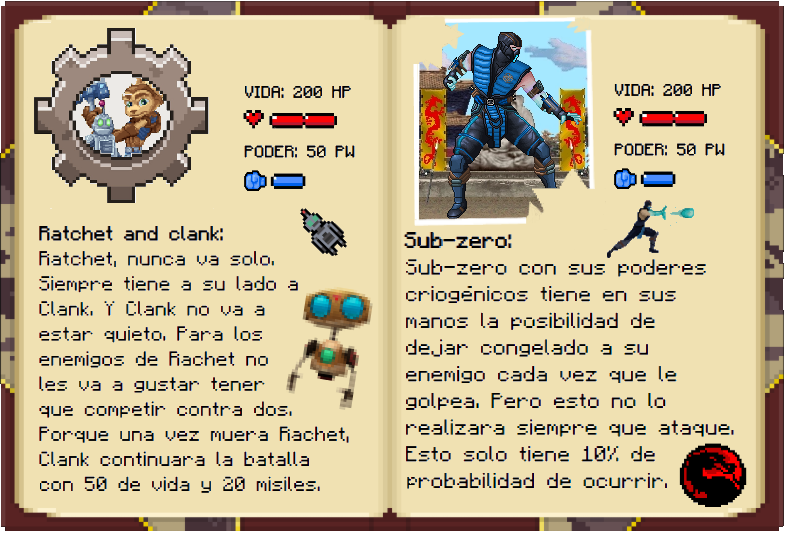 VIDA: 200 HP
PODER: 50 PW
Ratchet and clank:
Ratchet, nunca va solo.
Siempre tiene a su lado a
Clank. Y Clank no va a
estar quieto. Para los
enemigos de Rachet no
les va a gustar tener
que competir contra dos.
Porque una vez muera Rachet,
Clank continuara la batalla
con 50 de vida y 20 misiles.
VIDA: 200 HP
PODER: 50 PW
Sub-zero:
Sub-zero con sus poderes
criogénicos tiene en sus
manos la posibilidad de
dejar congelado a su
enemigo cada vez que le
golpea. Pero esto no lo
realizara siempre que ataque.
Esto solo tiene 10% de
probabilidad de ocurrir.